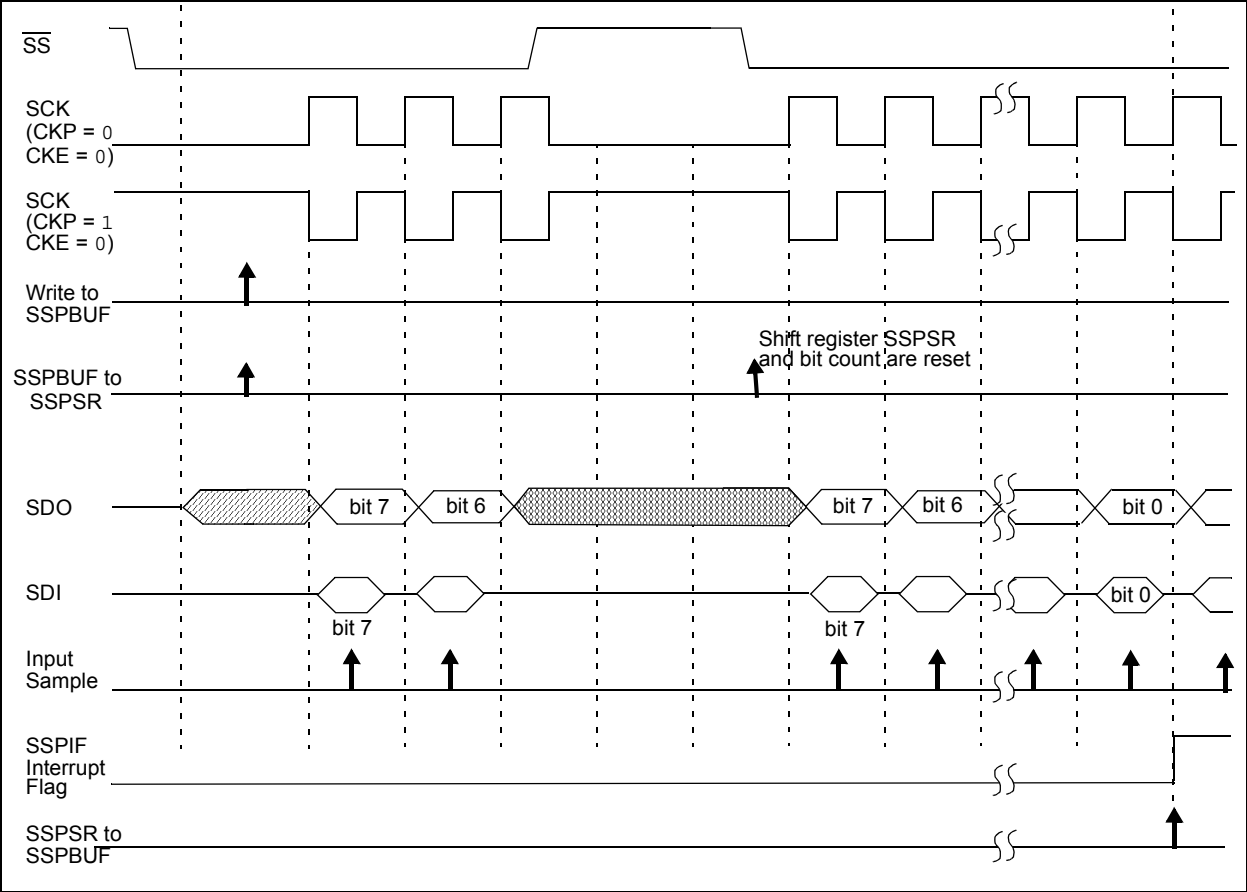 SS
SCK
(CKP = 0
CKE = 0)
SCK
(CKP = 1
CKE = 0)
Write to
SSPBUF
Shift register SSPSR
and bit count are reset
SSPBUF to
SSPSR
SDO
bit 7
bit 6
bit 7
bit 6
bit 0
SDI
bit 0
bit 7
bit 7
Input
Sample
SSPIF
Interrupt
Flag
SSPSR to
SSPBUF